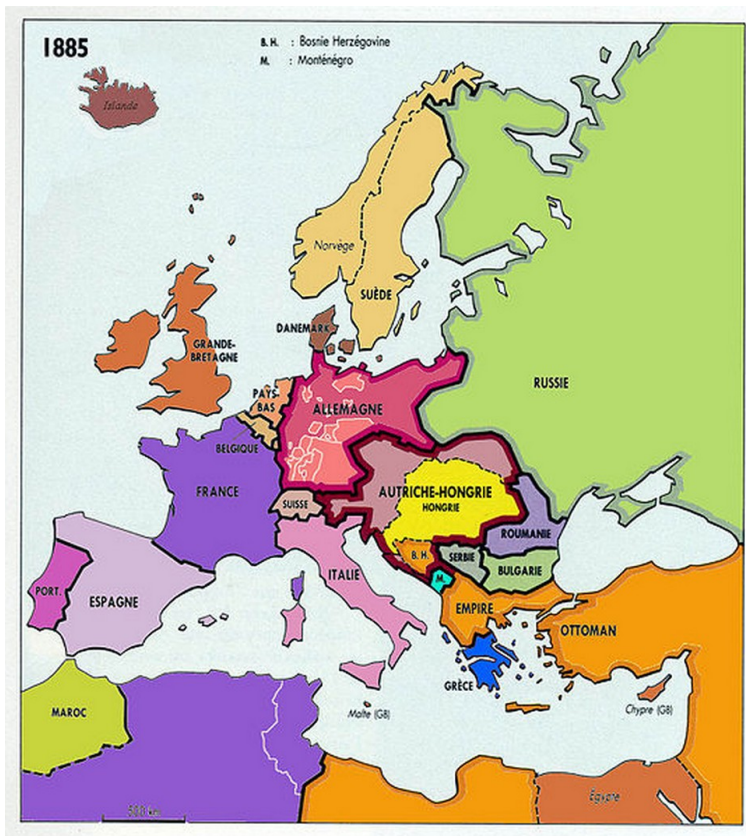 1885
B.H. : Bosnie Herzégovine
M. : Monténégro
Islande
Norvège
SUÈDE
DANEMARK
GRANDE-
BRETAGNE
PAYS-
BAS
ALLEMAGNE
RUSSIE
BELGIQUE
FRANCE
SUISSE
AUTRICHE-HONGRIE
HONGRIE
ROUMANIE
B.H.
SERBIE
BULGARIE
ITALIE
M.
PORT.
ESPAGNE
EMPIRE
OTTOMAN
GRÈCE
MAROC
Malte (GB)
Chypre (GB)
Egypte
500 km